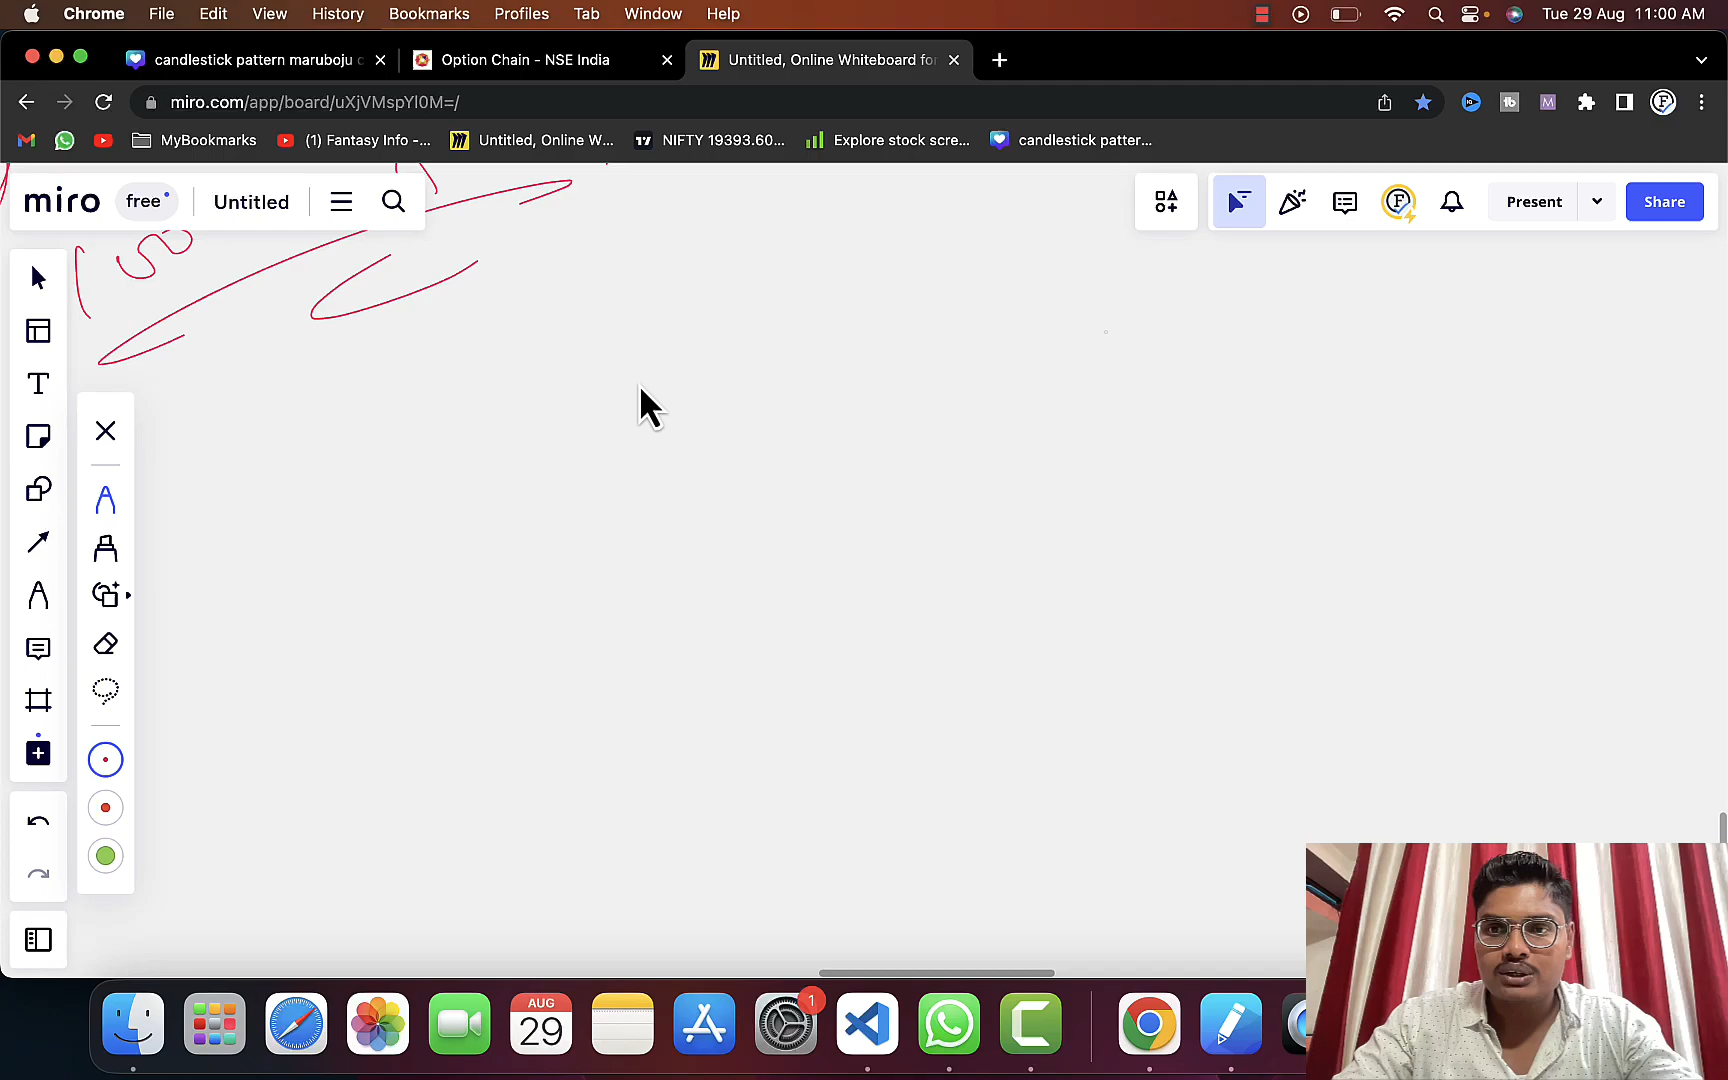 Chrome File Edit View History Bookmarks Profiles Tab Window Help Tue 29 Aug 11:00 AM
candlestick pattern maruboju c Option Chain - NSE India Untitled, Online Whiteboard for
miro.com/app/board/uXjVMspYl0M=/
MyBookmarks (1) Fantasy Info -... Untitled, Online W... NIFTY 19393.60... Explore stock scre... candlestick patter...
miro free Untitled Present Share
AUG
29
1